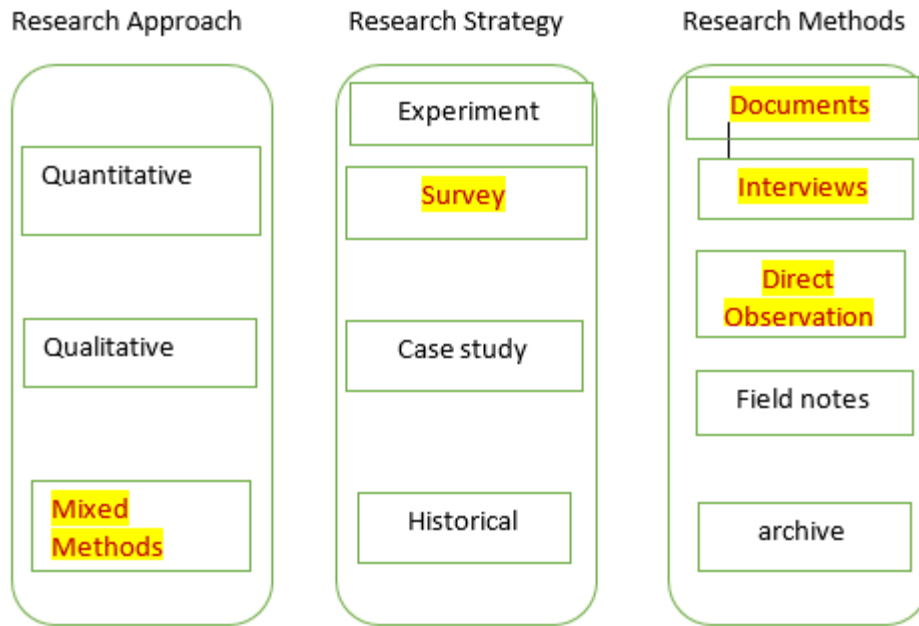 Research Approach
Research Strategy
Research Methods
Quantitative
Qualitative
Mixed
Methods
Experiment
Survey
Case study
Historical
Documents
Interviews
Direct
Observation
Field notes
archive